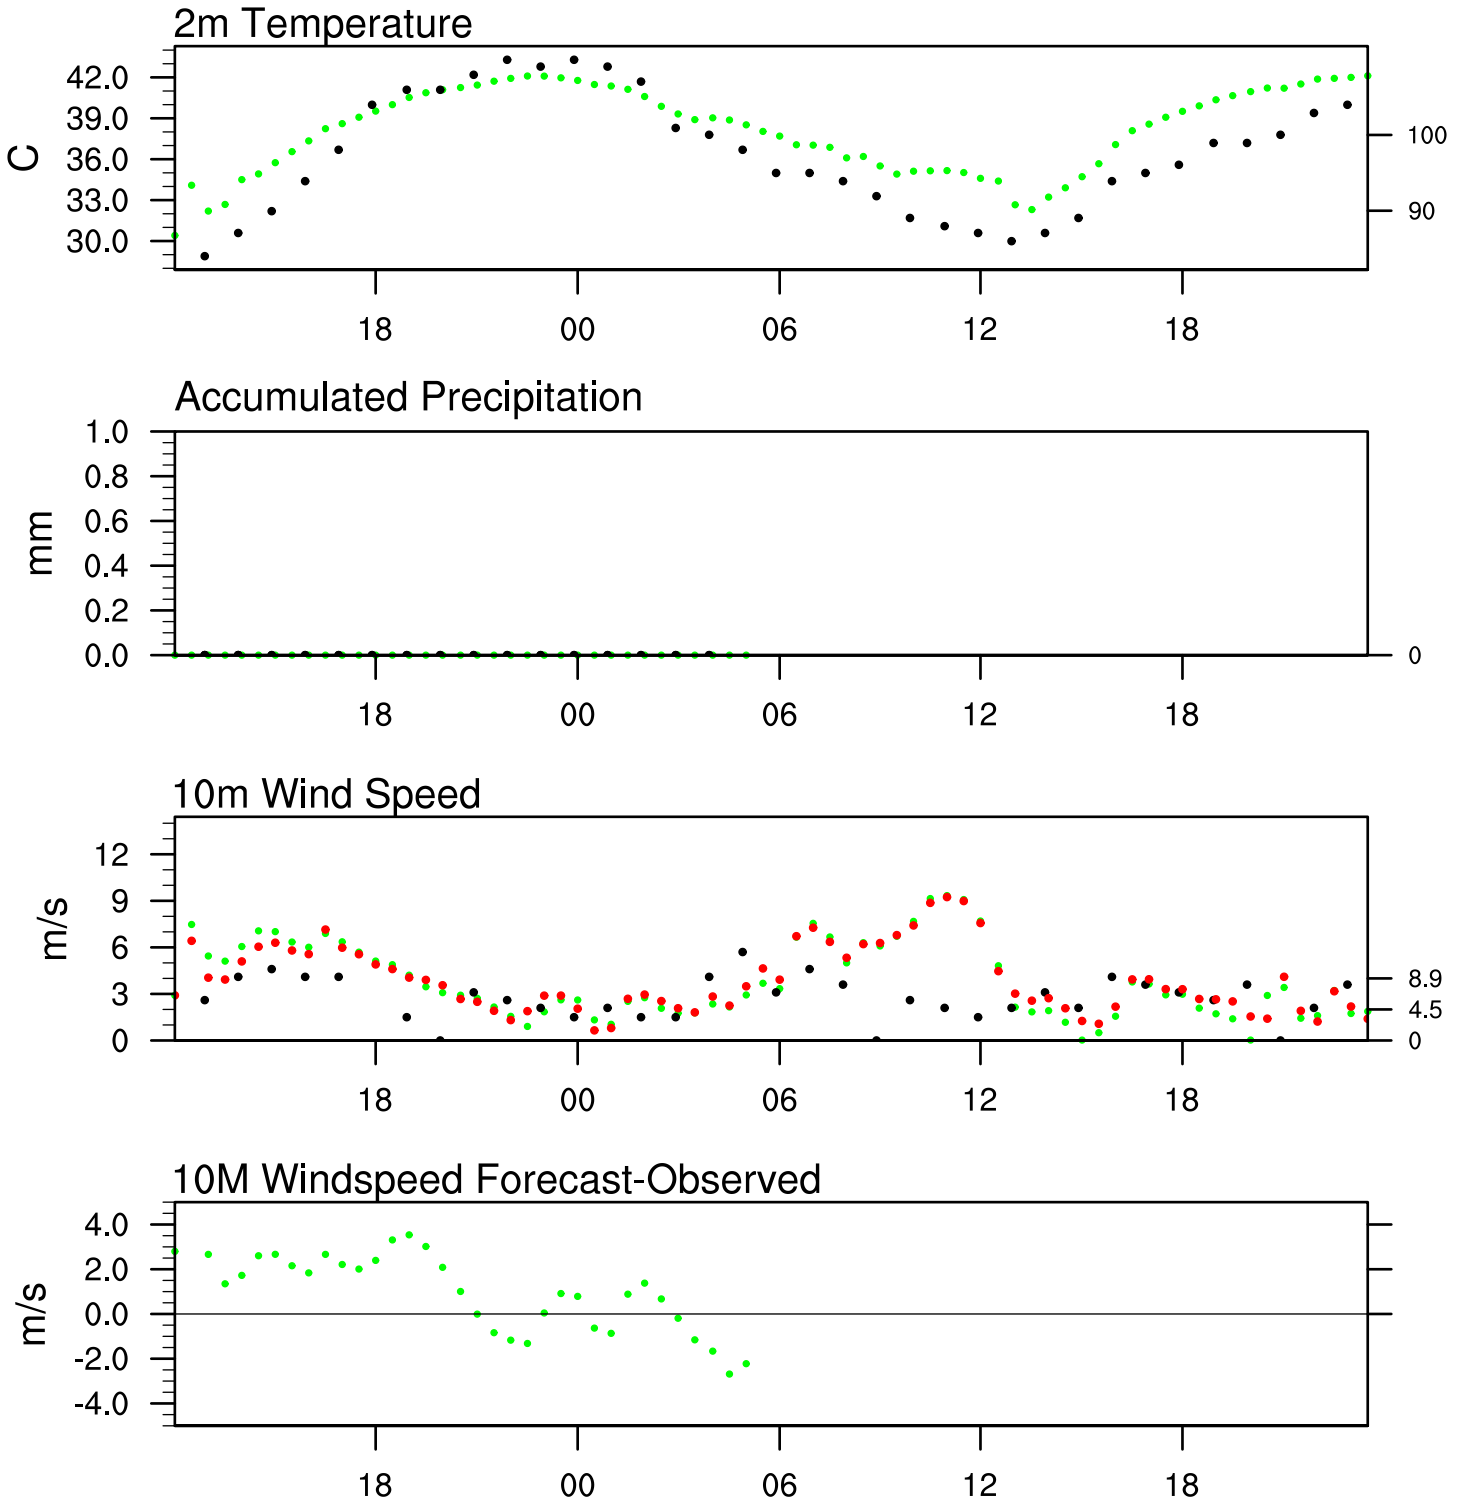 2m Temperature
C
42.0
39.0
36.0
33.0
30.0
100
90
18 00 06 12 18
Accumulated Precipitation
mm
1.0
0.8
0.6
0.4
0.2
0.0
0
18 00 06 12 18
10m Wind Speed
m/s
12
9
6
3
0
8.9
4.5
0
18 00 06 12 18
10M Windspeed Forecast-Observed
m/s
4.0
2.0
0.0
-2.0
-4.0
18 00 06 12 18